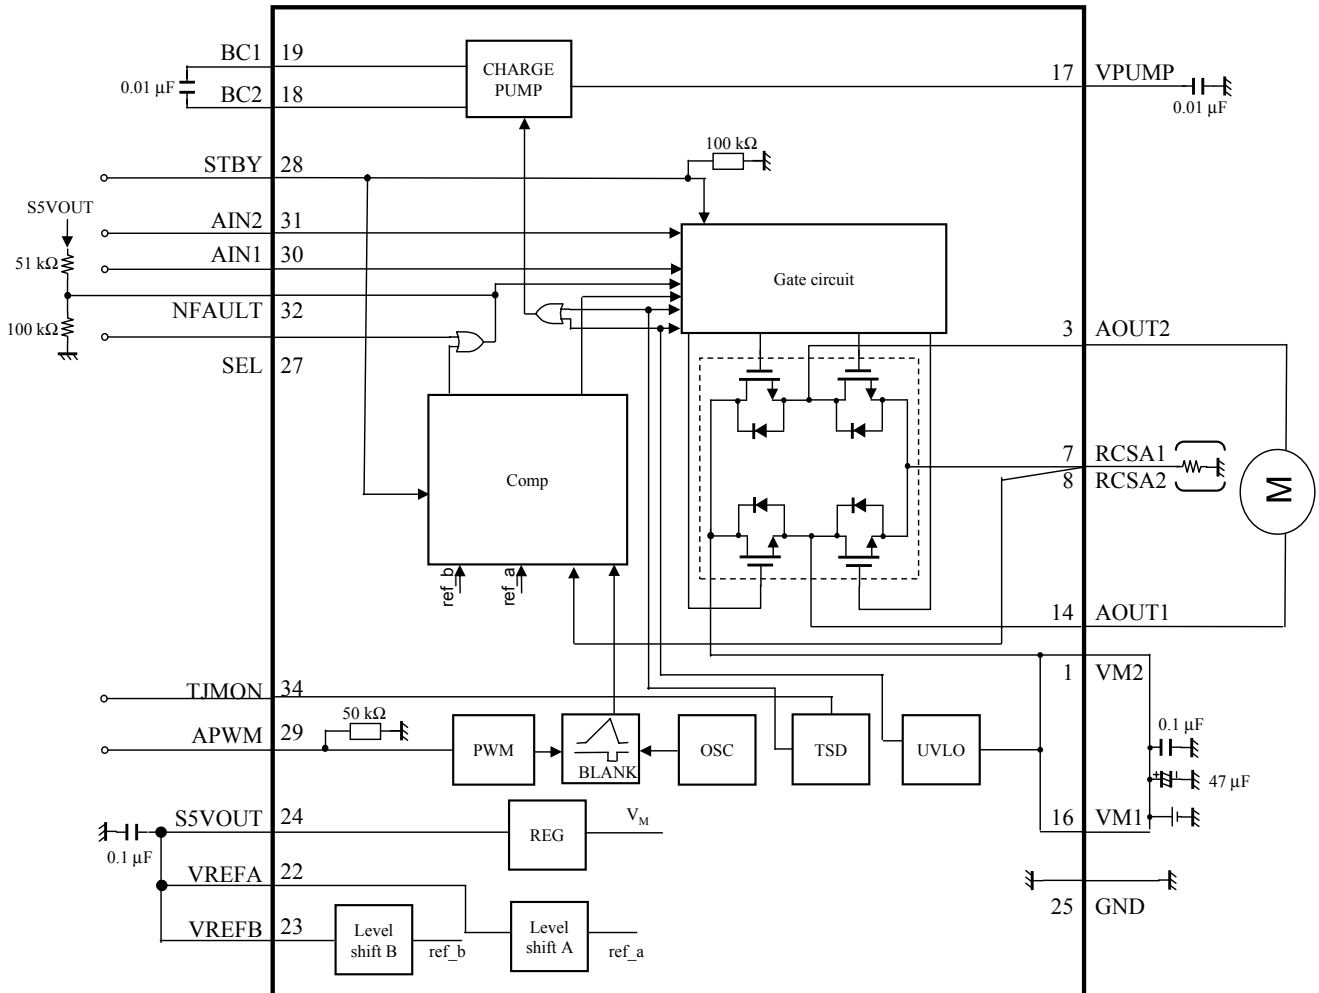 BC1 19
0.01 µF
BC2 18
CHARGE
PUMP
17 VPUMP
0.01 µF
STBY 28
100 kΩ
S5VOUT
AIN2 31
51 kΩ
AIN1 30
Gate circuit
NFAULT 32
100 kΩ
SEL 27
3 AOUT2
Comp
7 RCSA1
8 RCSA2
M
ref_b
ref_a
14 AOUT1
1 VM2
TJMON 34
APWM 29
50 kΩ
PWM
BLANK
OSC
TSD
UVLO
0.1 µF
+
47 µF
S5VOUT 24
0.1 µF
REG
VM
16 VM1
VREFA 22
VREFB 23
Level
shift B
ref_b
Level
shift A
ref_a
25 GND